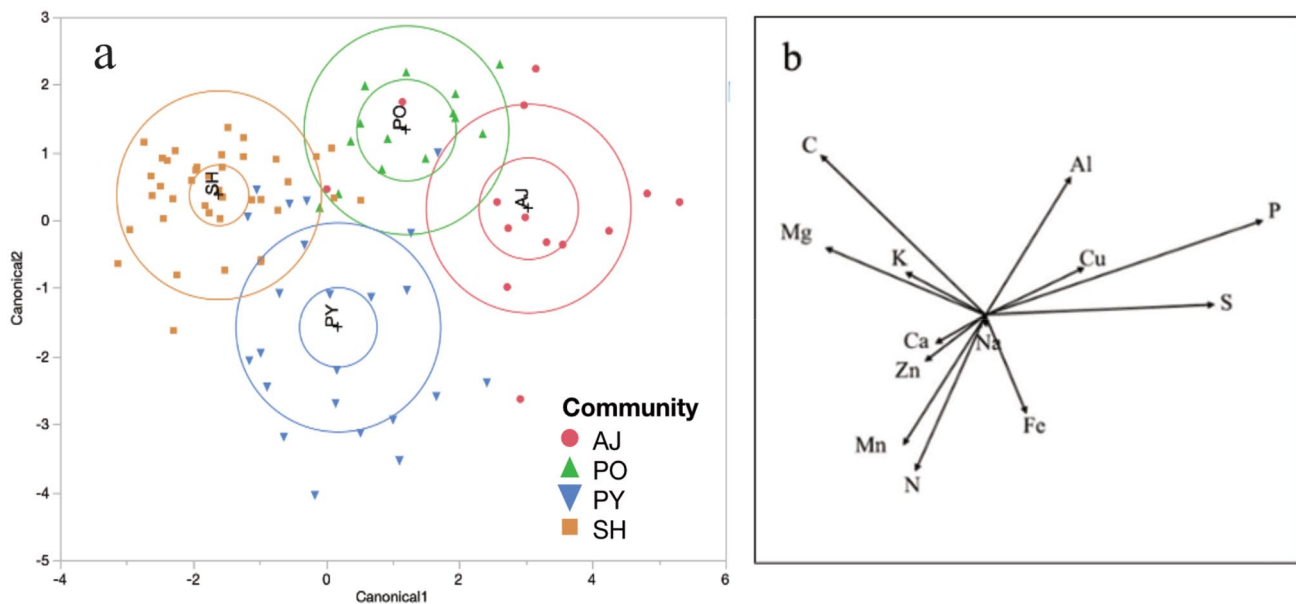 a
3
2
1
0
-1
-2
-3
-4
-5
Canonical2
-4
-2
0
2
4
6
Canonical1
SH
PO
AJ
PY
Community
AJ
PO
PY
SH
b
C
Al
P
Mg
K
Cu
S
Ca
Na
Zn
Fe
Mn
N